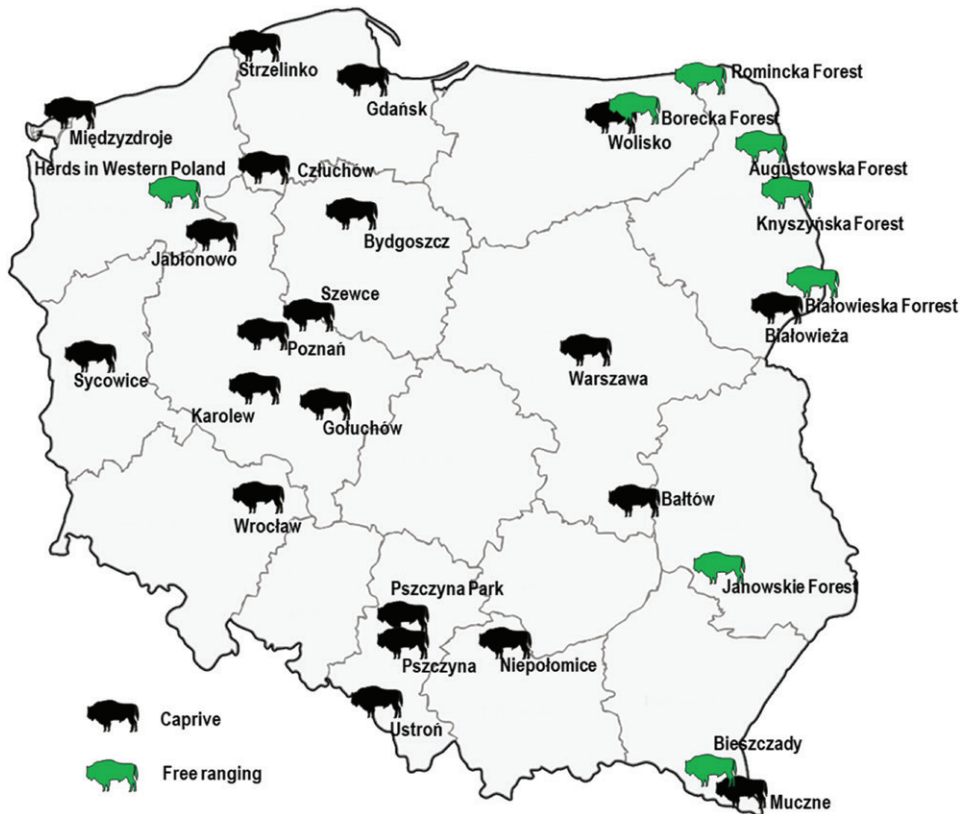 Strzelinko
Romincka Forest
Gdańsk
Międzyzdroje
Borecka Forest
Wolisko
Herds in Western Poland
Człuchów
Augustowska Forest
Knyszyńska Forest
Bydgoszcz
Jabłonowo
Szewce
Białowieska Forrest
Białowieża
Poznań
Sycowice
Warszawa
Karolew
Gołuchów
Wrocław
Bałtów
Janowskie Forest
Pszczyna Park
Pszczyna
Niepołomice
Ustroń
Caprive
Bieszczady
Free ranging
Muczne